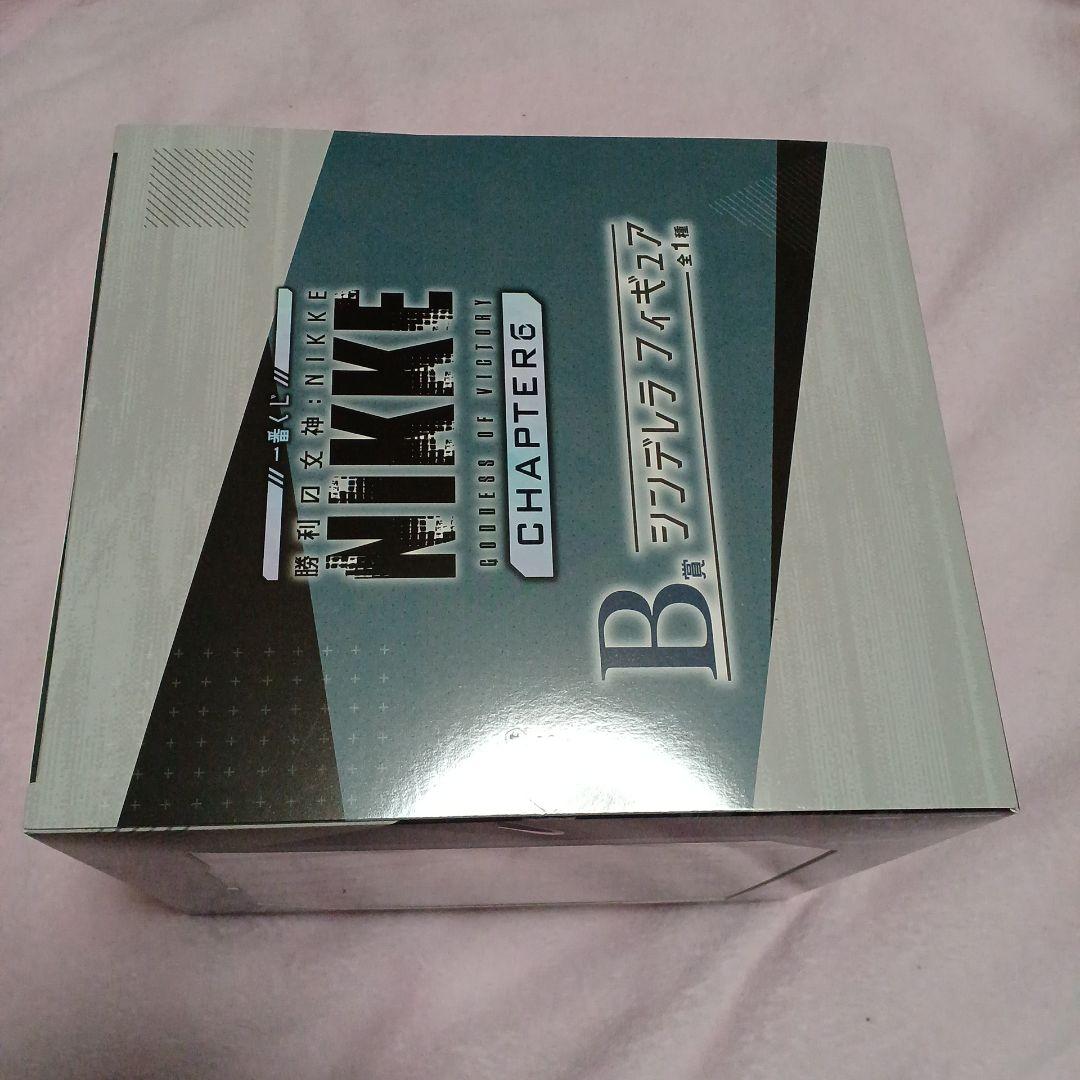 一番くじ
勝利の女神:NIKKE
NIKKE
GODDESS OF VICTORY
CHAPTER6
B賞
シンデレラ フィギュア
全1種